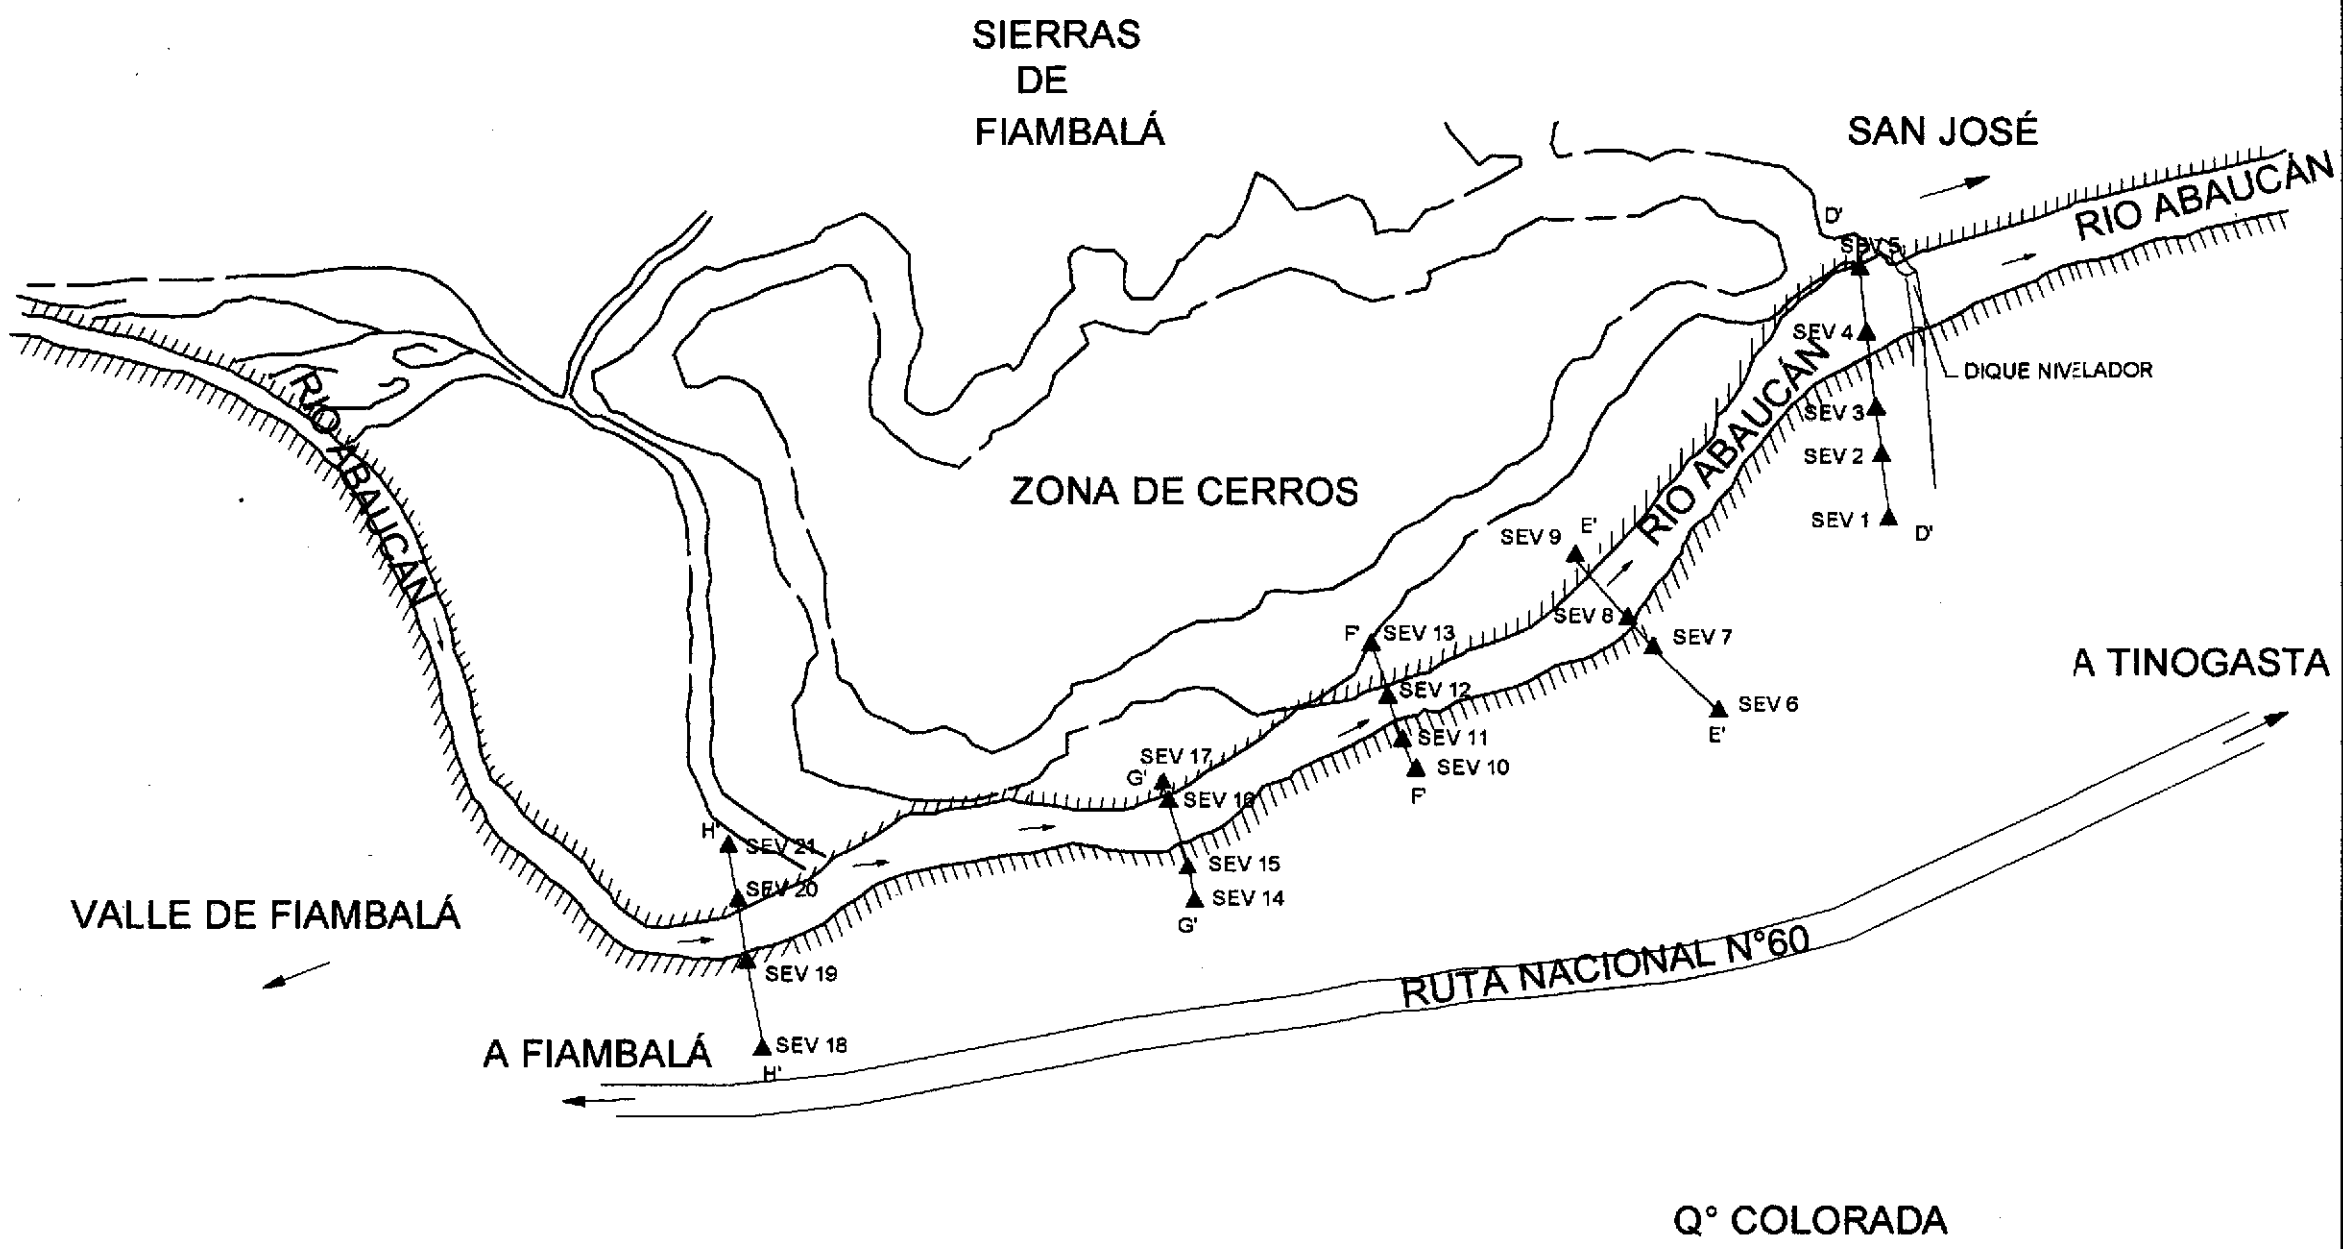 SIERRAS
DE
FIAMBALÁ
SAN JOSÉ
RIO ABAUCÁN
D'
SEV 5
SEV 4
DIQUE NIVELADOR
RIO ABAUCÁN
SEV 3
SEV 2
SEV 1
D'
RIO ABAUCÁN
ZONA DE CERROS
E'
SEV 9
SEV 8
SEV 7
SEV 6
E'
A TINOGASTA
F'
SEV 13
SEV 12
SEV 11
SEV 10
F'
SEV 17
G'
SEV 16
SEV 15
SEV 14
G'
H'
SEV 21
SEV 20
SEV 19
SEV 18
H'
VALLE DE FIAMBALÁ
A FIAMBALÁ
RUTA NACIONAL N°60
Q° COLORADA